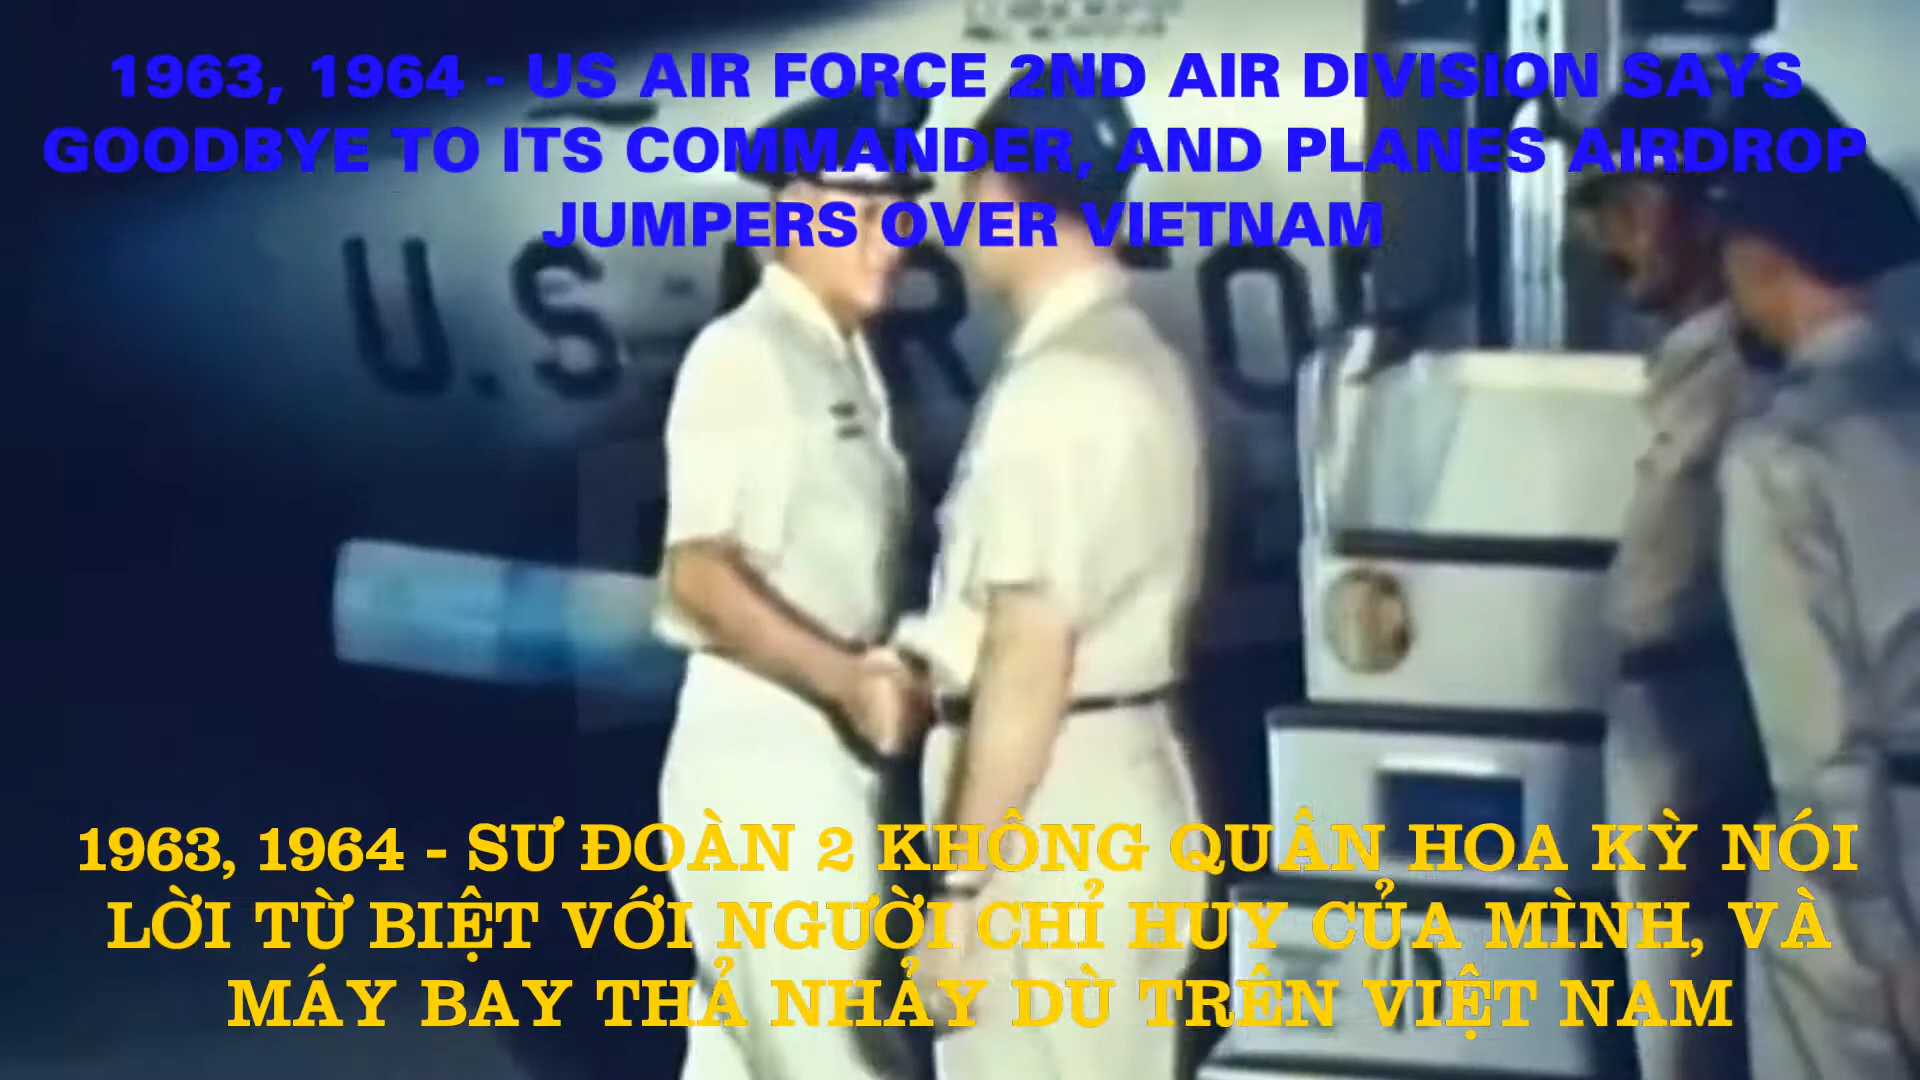 1963, 1964 - US AIR FORCE 2ND AIR DIVISION SAYS
GOODBYE TO ITS COMMANDER, AND PLANES AIRDROP
JUMPERS OVER VIETNAM
1963, 1964 - SƯ ĐOÀN 2 KHÔNG QUÂN HOA KỲ NÓI
LỜI TỪ BIỆT VỚI NGƯỜI CHỈ HUY CỦA MÌNH, VÀ
MÁY BAY THẢ NHẢY DÙ TRÊN VIỆT NAM